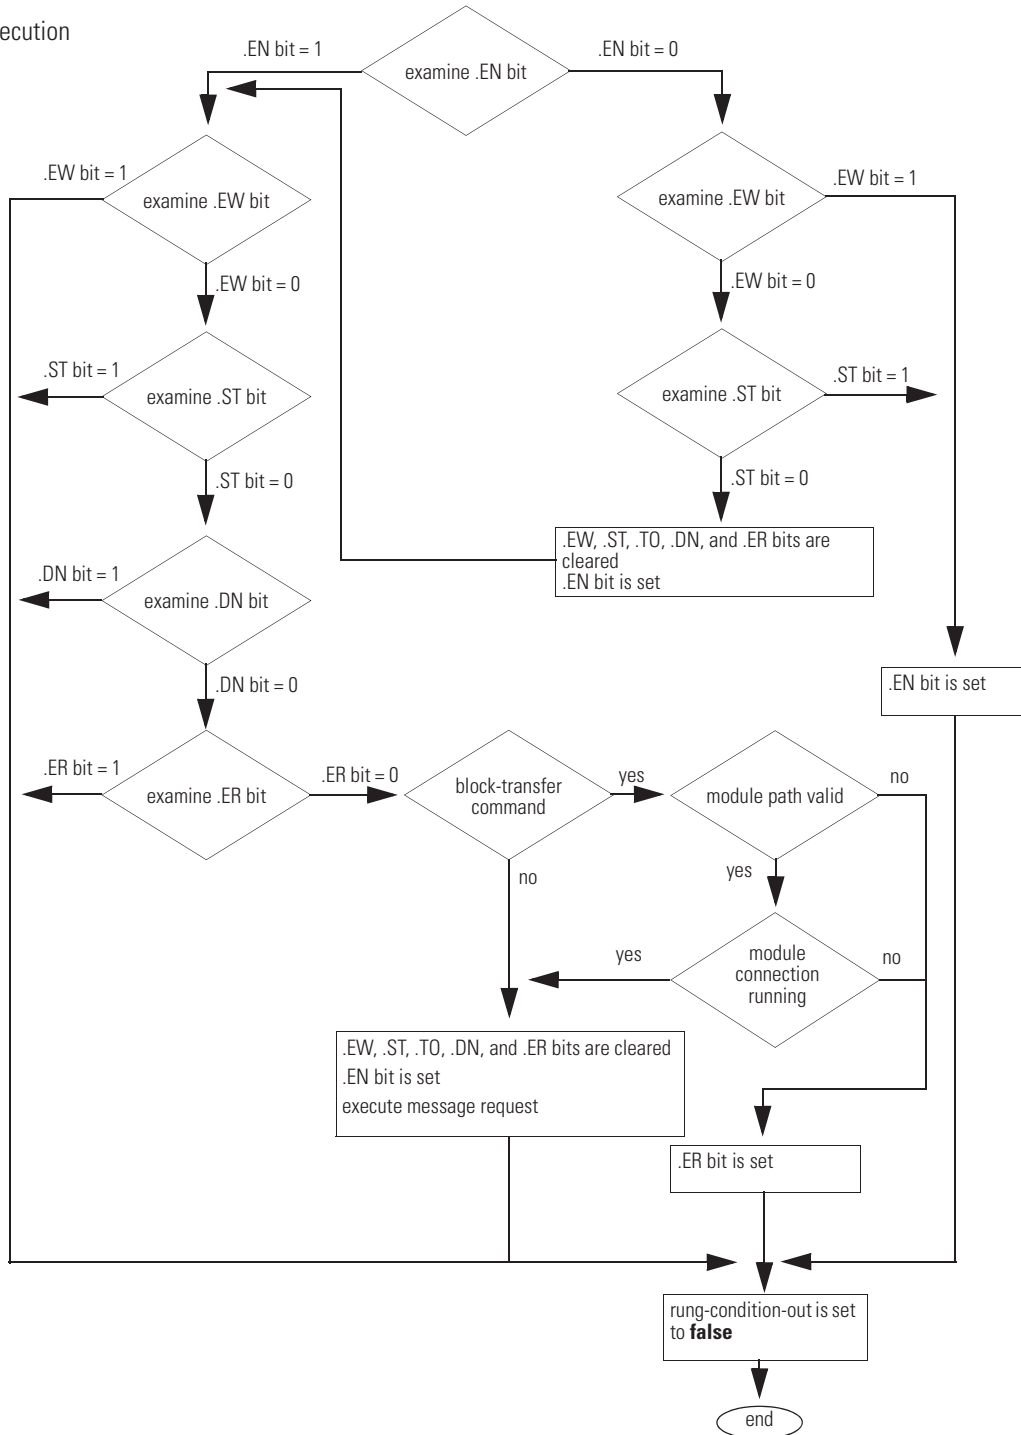 ecution
.EN bit = 1
examine .EN bit
.EN bit = 0
.EW bit = 1
examine .EW bit
.EW bit = 0
examine .EW bit
.EW bit = 1
.EW bit = 0
.ST bit = 1
examine .ST bit
.ST bit = 0
examine .ST bit
.ST bit = 1
.ST bit = 0
.EW, .ST, .TO, .DN, and .ER bits are
cleared
.EN bit is set
.DN bit = 1
examine .DN bit
.DN bit = 0
.EN bit is set
.ER bit = 1
examine .ER bit
.ER bit = 0
block-transfer
command
yes
module path valid
no
no
yes
module
connection
running
yes
no
.EW, .ST, .TO, .DN, and .ER bits are cleared
.EN bit is set
execute message request
.ER bit is set
rung-condition-out is set
to false
end